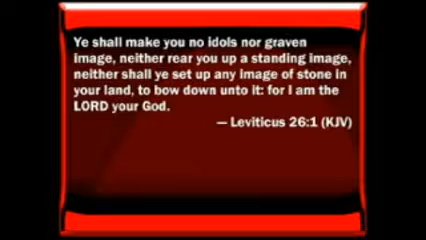 Ye shall make you no idols nor graven
image, neither rear you up a standing image,
neither shall ye set up any image of stone in
your land, to bow down unto it: for I am the
LORD your God.
— Leviticus 26:1 (KJV)